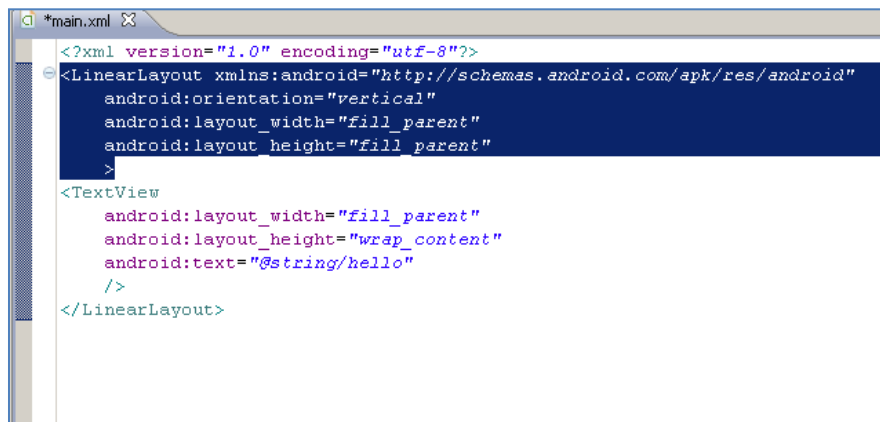 *main.xml
<?xml version="1.0" encoding="utf-8"?>
<LinearLayout xmlns:android="http://schemas.android.com/apk/res/android"
    android:orientation="vertical"
    android:layout_width="fill_parent"
    android:layout_height="fill_parent"
    >
<TextView
    android:layout_width="fill_parent"
    android:layout_height="wrap_content"
    android:text="@string/hello"
    />
</LinearLayout>